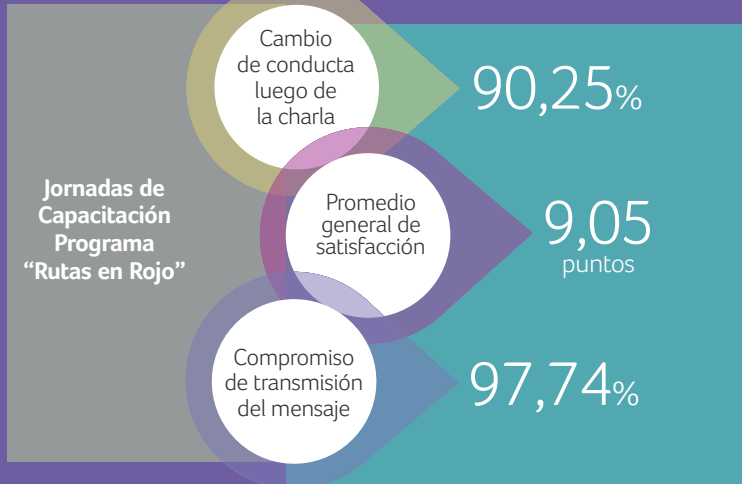 Jornadas de
Capacitación
Programa
“Rutas en Rojo”
Cambio
de conducta
luego de
la charla
90,25%
Promedio
general de
satisfacción
9,05
puntos
Compromiso
de transmisión
del mensaje
97,74%